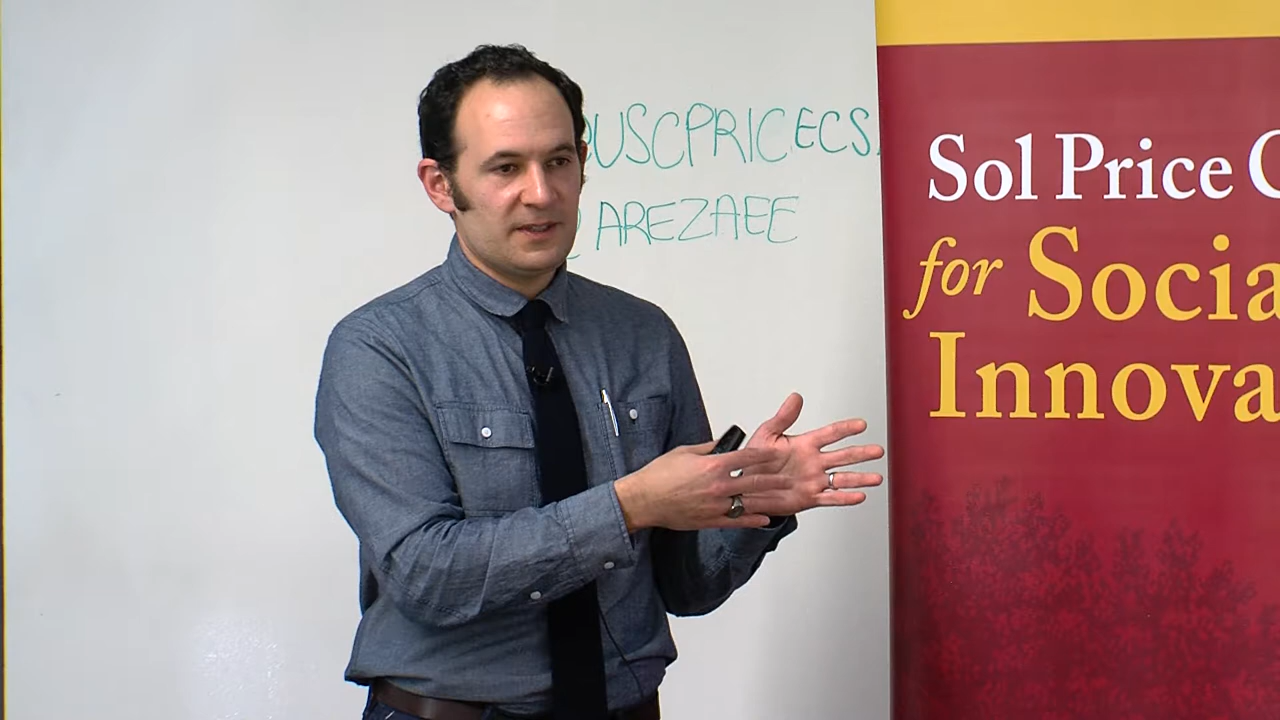 USCPRICECS
@AREZAEE
Sol Price
for Socia
Innova